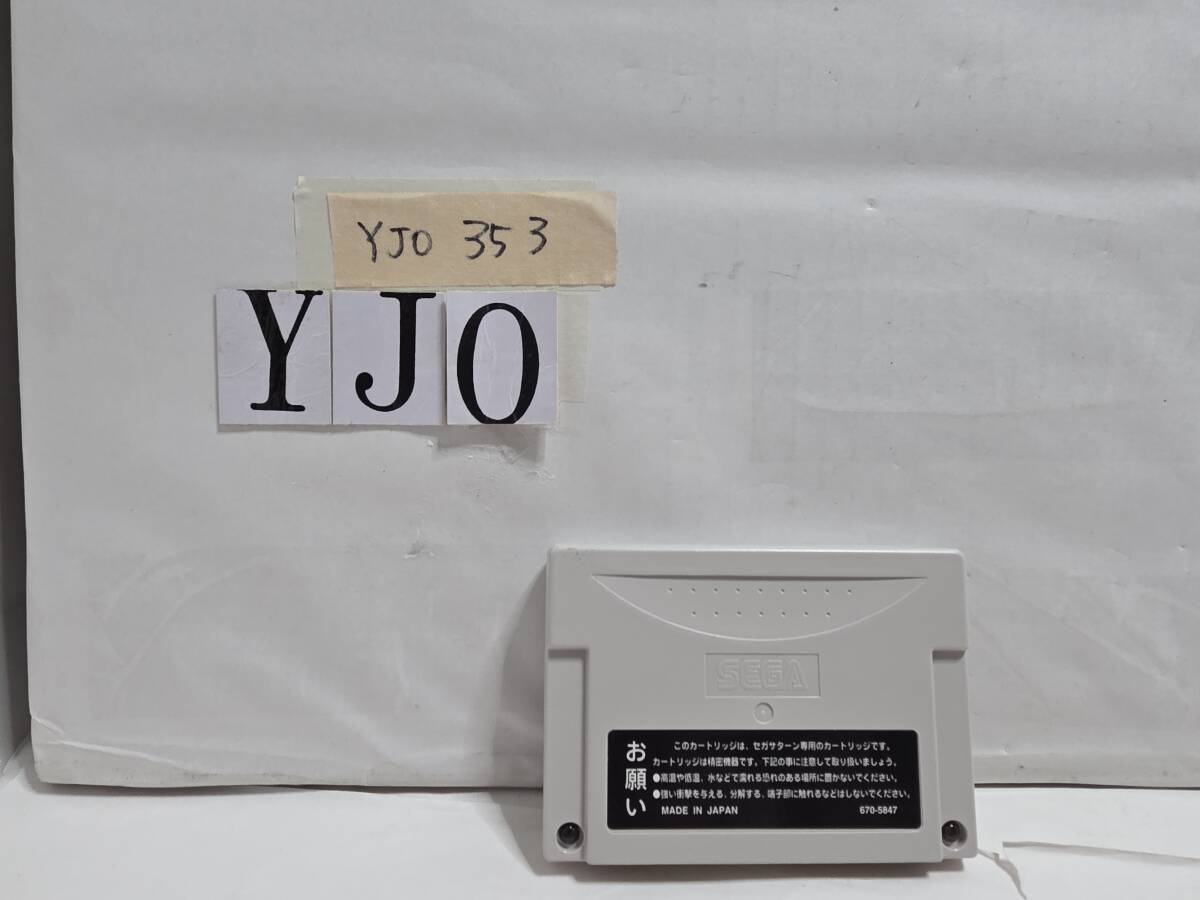 YJO 353
YJO
SEGA
お願い
このカートリッジは、セガサターン専用のカートリッジです。
カートリッジは精密機器です。下記の事に注意して取り扱いましょう。
●高温や低温、水などで濡れる恐れのある場所に置かないでください。
●強い衝撃を与える、分解する、端子部に触れるなどはしないでください。
MADE IN JAPAN 670-5847